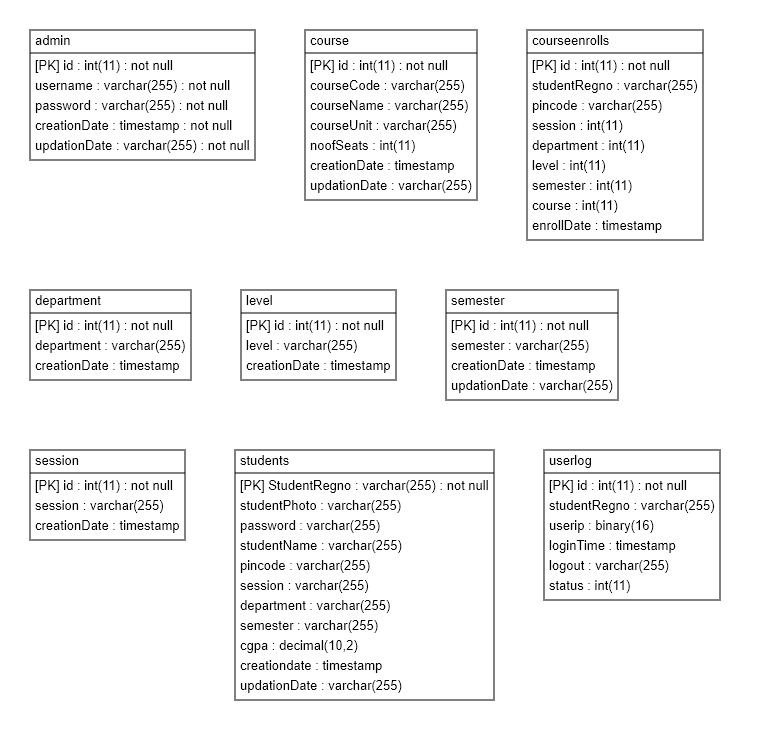 admin
[PK] id : int(11) : not null
username : varchar(255) : not null
password : varchar(255) : not null
creationDate : timestamp : not null
updationDate : varchar(255) : not null
course
[PK] id : int(11) : not null
courseCode : varchar(255)
courseName : varchar(255)
courseUnit : varchar(255)
noofSeats : int(11)
creationDate : timestamp
updationDate : varchar(255)
courseenrolls
[PK] id : int(11) : not null
studentRegno : varchar(255)
pincode : varchar(255)
session : int(11)
department : int(11)
level : int(11)
semester : int(11)
course : int(11)
enrollDate : timestamp
department
[PK] id : int(11) : not null
department : varchar(255)
creationDate : timestamp
level
[PK] id : int(11) : not null
level : varchar(255)
creationDate : timestamp
semester
[PK] id : int(11) : not null
semester : varchar(255)
creationDate : timestamp
updationDate : varchar(255)
session
[PK] id : int(11) : not null
session : varchar(255)
creationDate : timestamp
students
[PK] StudentRegno : varchar(255) : not null
studentPhoto : varchar(255)
password : varchar(255)
studentName : varchar(255)
pincode : varchar(255)
session : varchar(255)
department : varchar(255)
semester : varchar(255)
cgpa : decimal(10,2)
creationdate : timestamp
updationDate : varchar(255)
userlog
[PK] id : int(11) : not null
studentRegno : varchar(255)
userip : binary(16)
loginTime : timestamp
logout : varchar(255)
status : int(11)